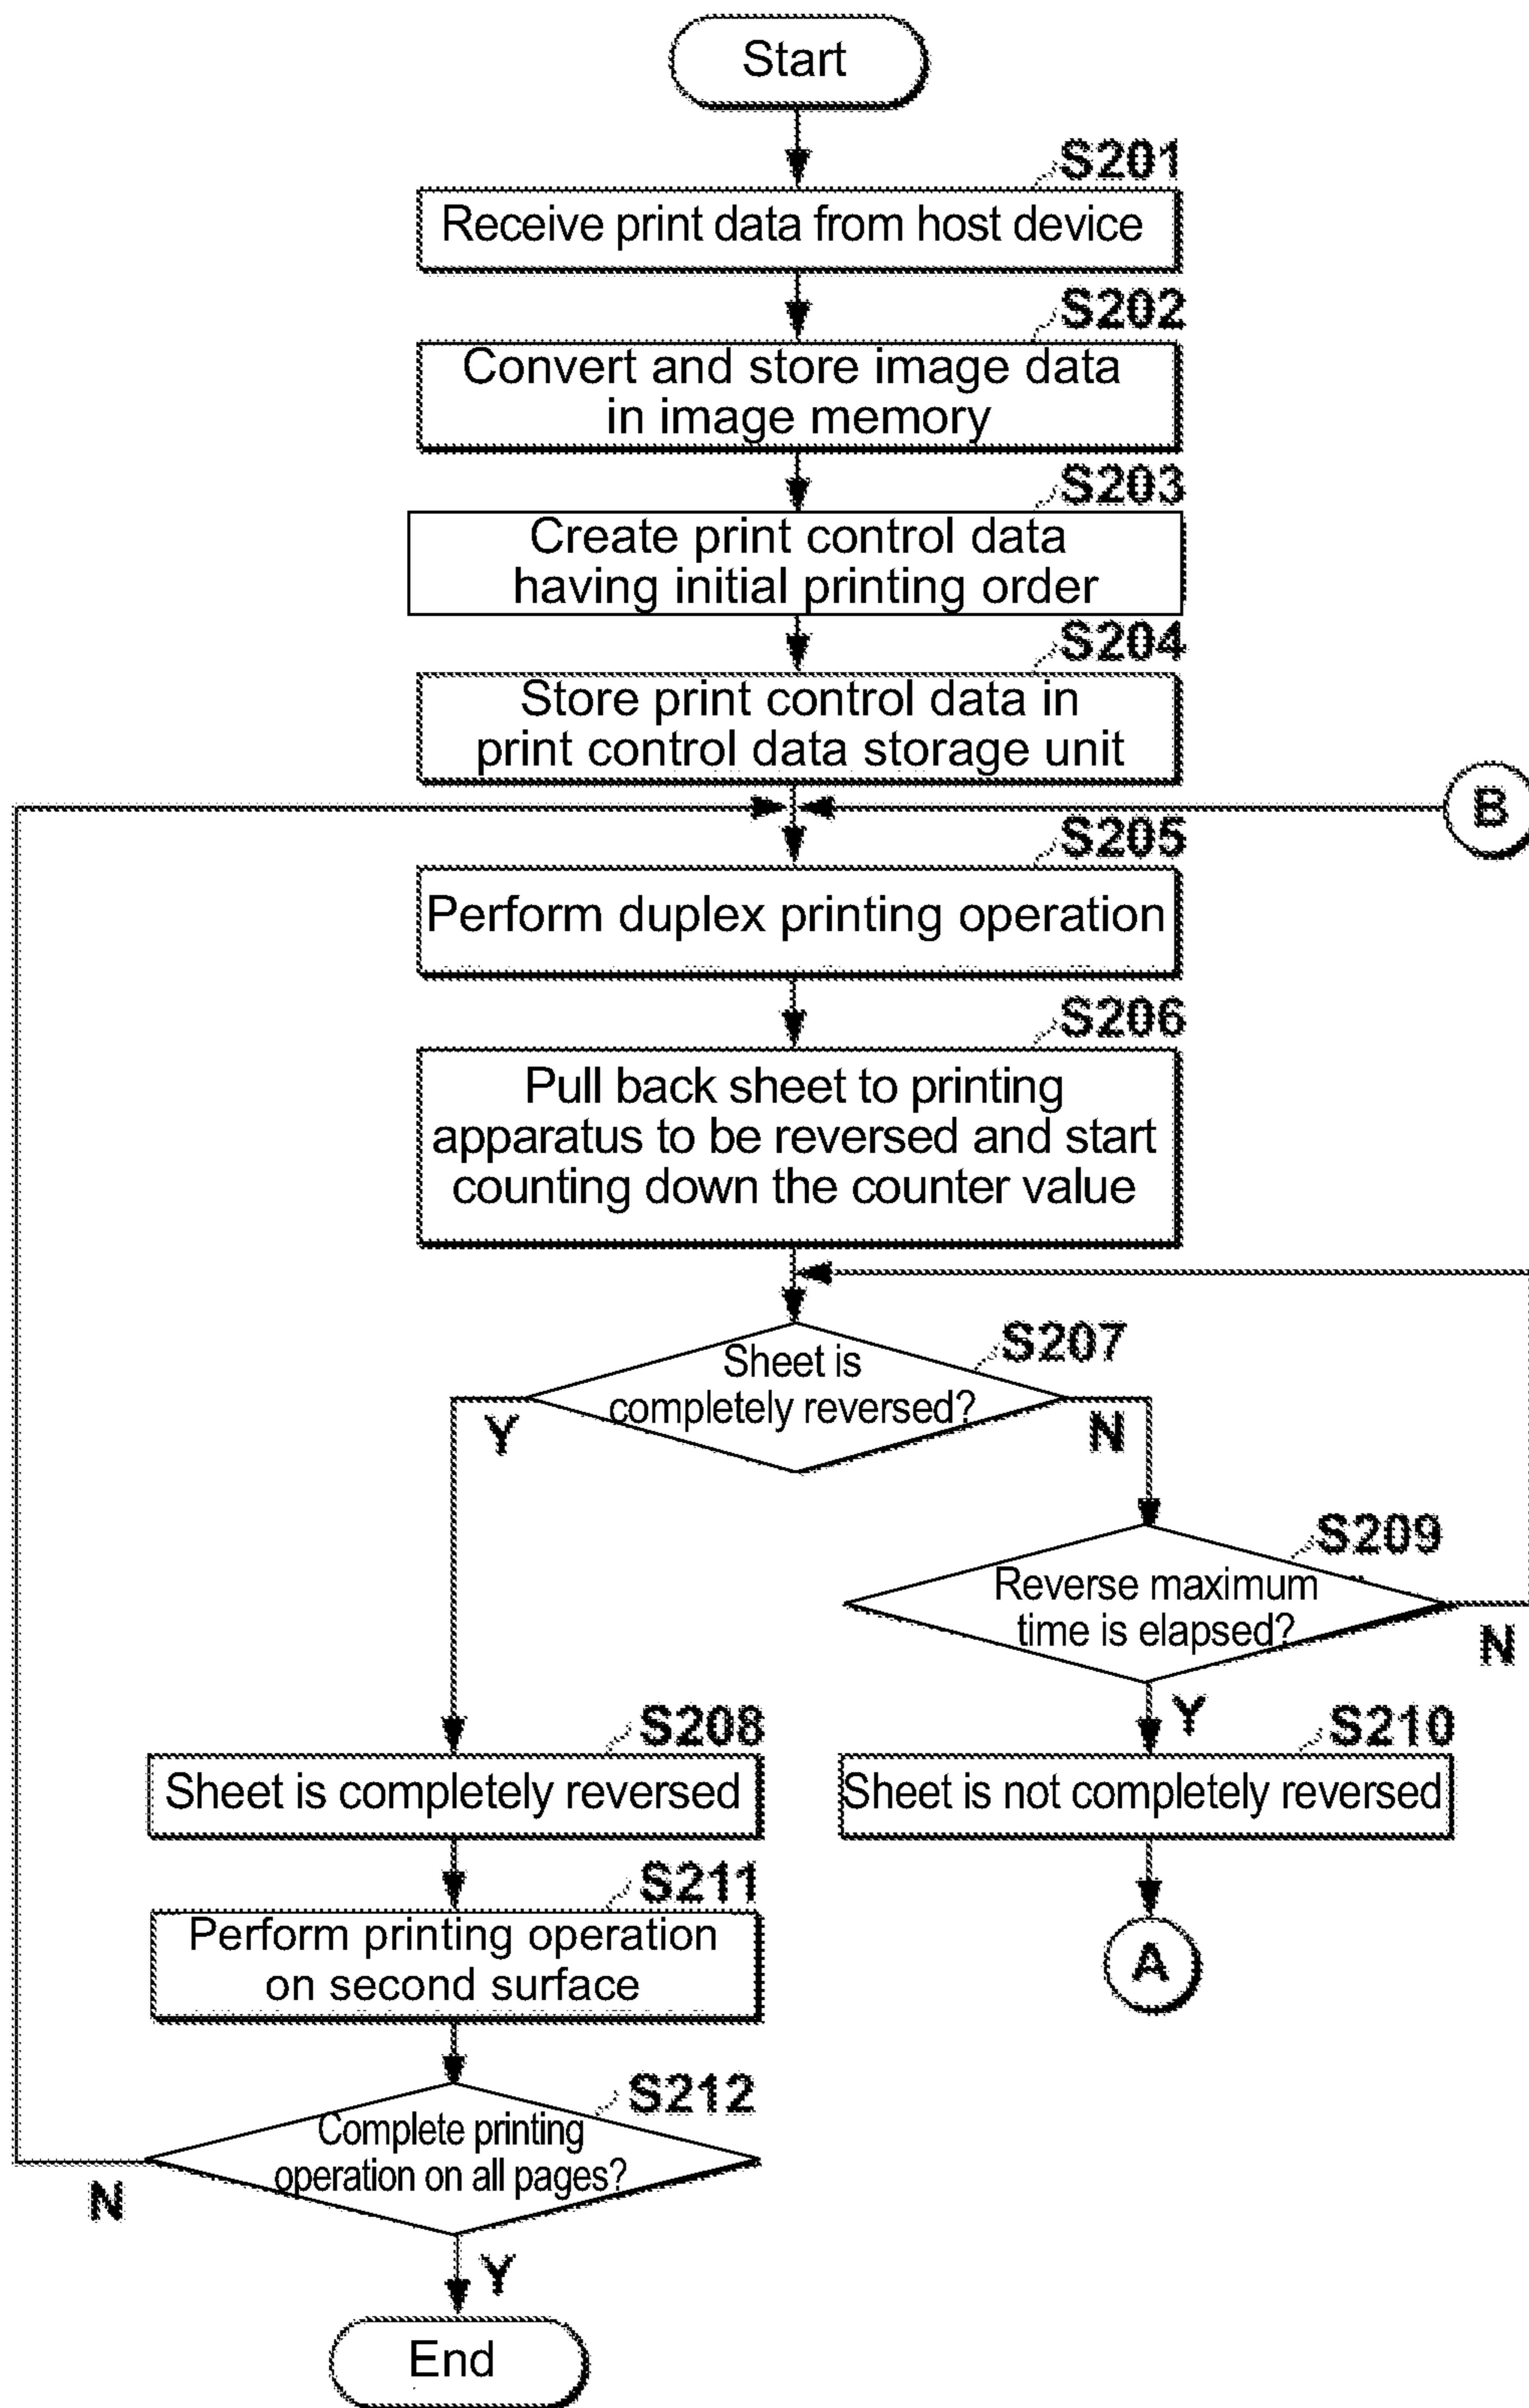 Start
S201
Receive print data from host device
S202
Convert and store image data
in image memory
S203
Create print control data
having initial printing order
S204
Store print control data in
print control data storage unit
B
S205
Perform duplex printing operation
S206
Pull back sheet to printing
apparatus to be reversed and start
counting down the counter value
S207
Sheet is
completely reversed?
Y
N
S209
Reverse maximum
time is elapsed?
N
Y
S208
Sheet is completely reversed
S210
Sheet is not completely reversed
S211
Perform printing operation
on second surface
A
S212
Complete printing
operation on all pages?
N
Y
End